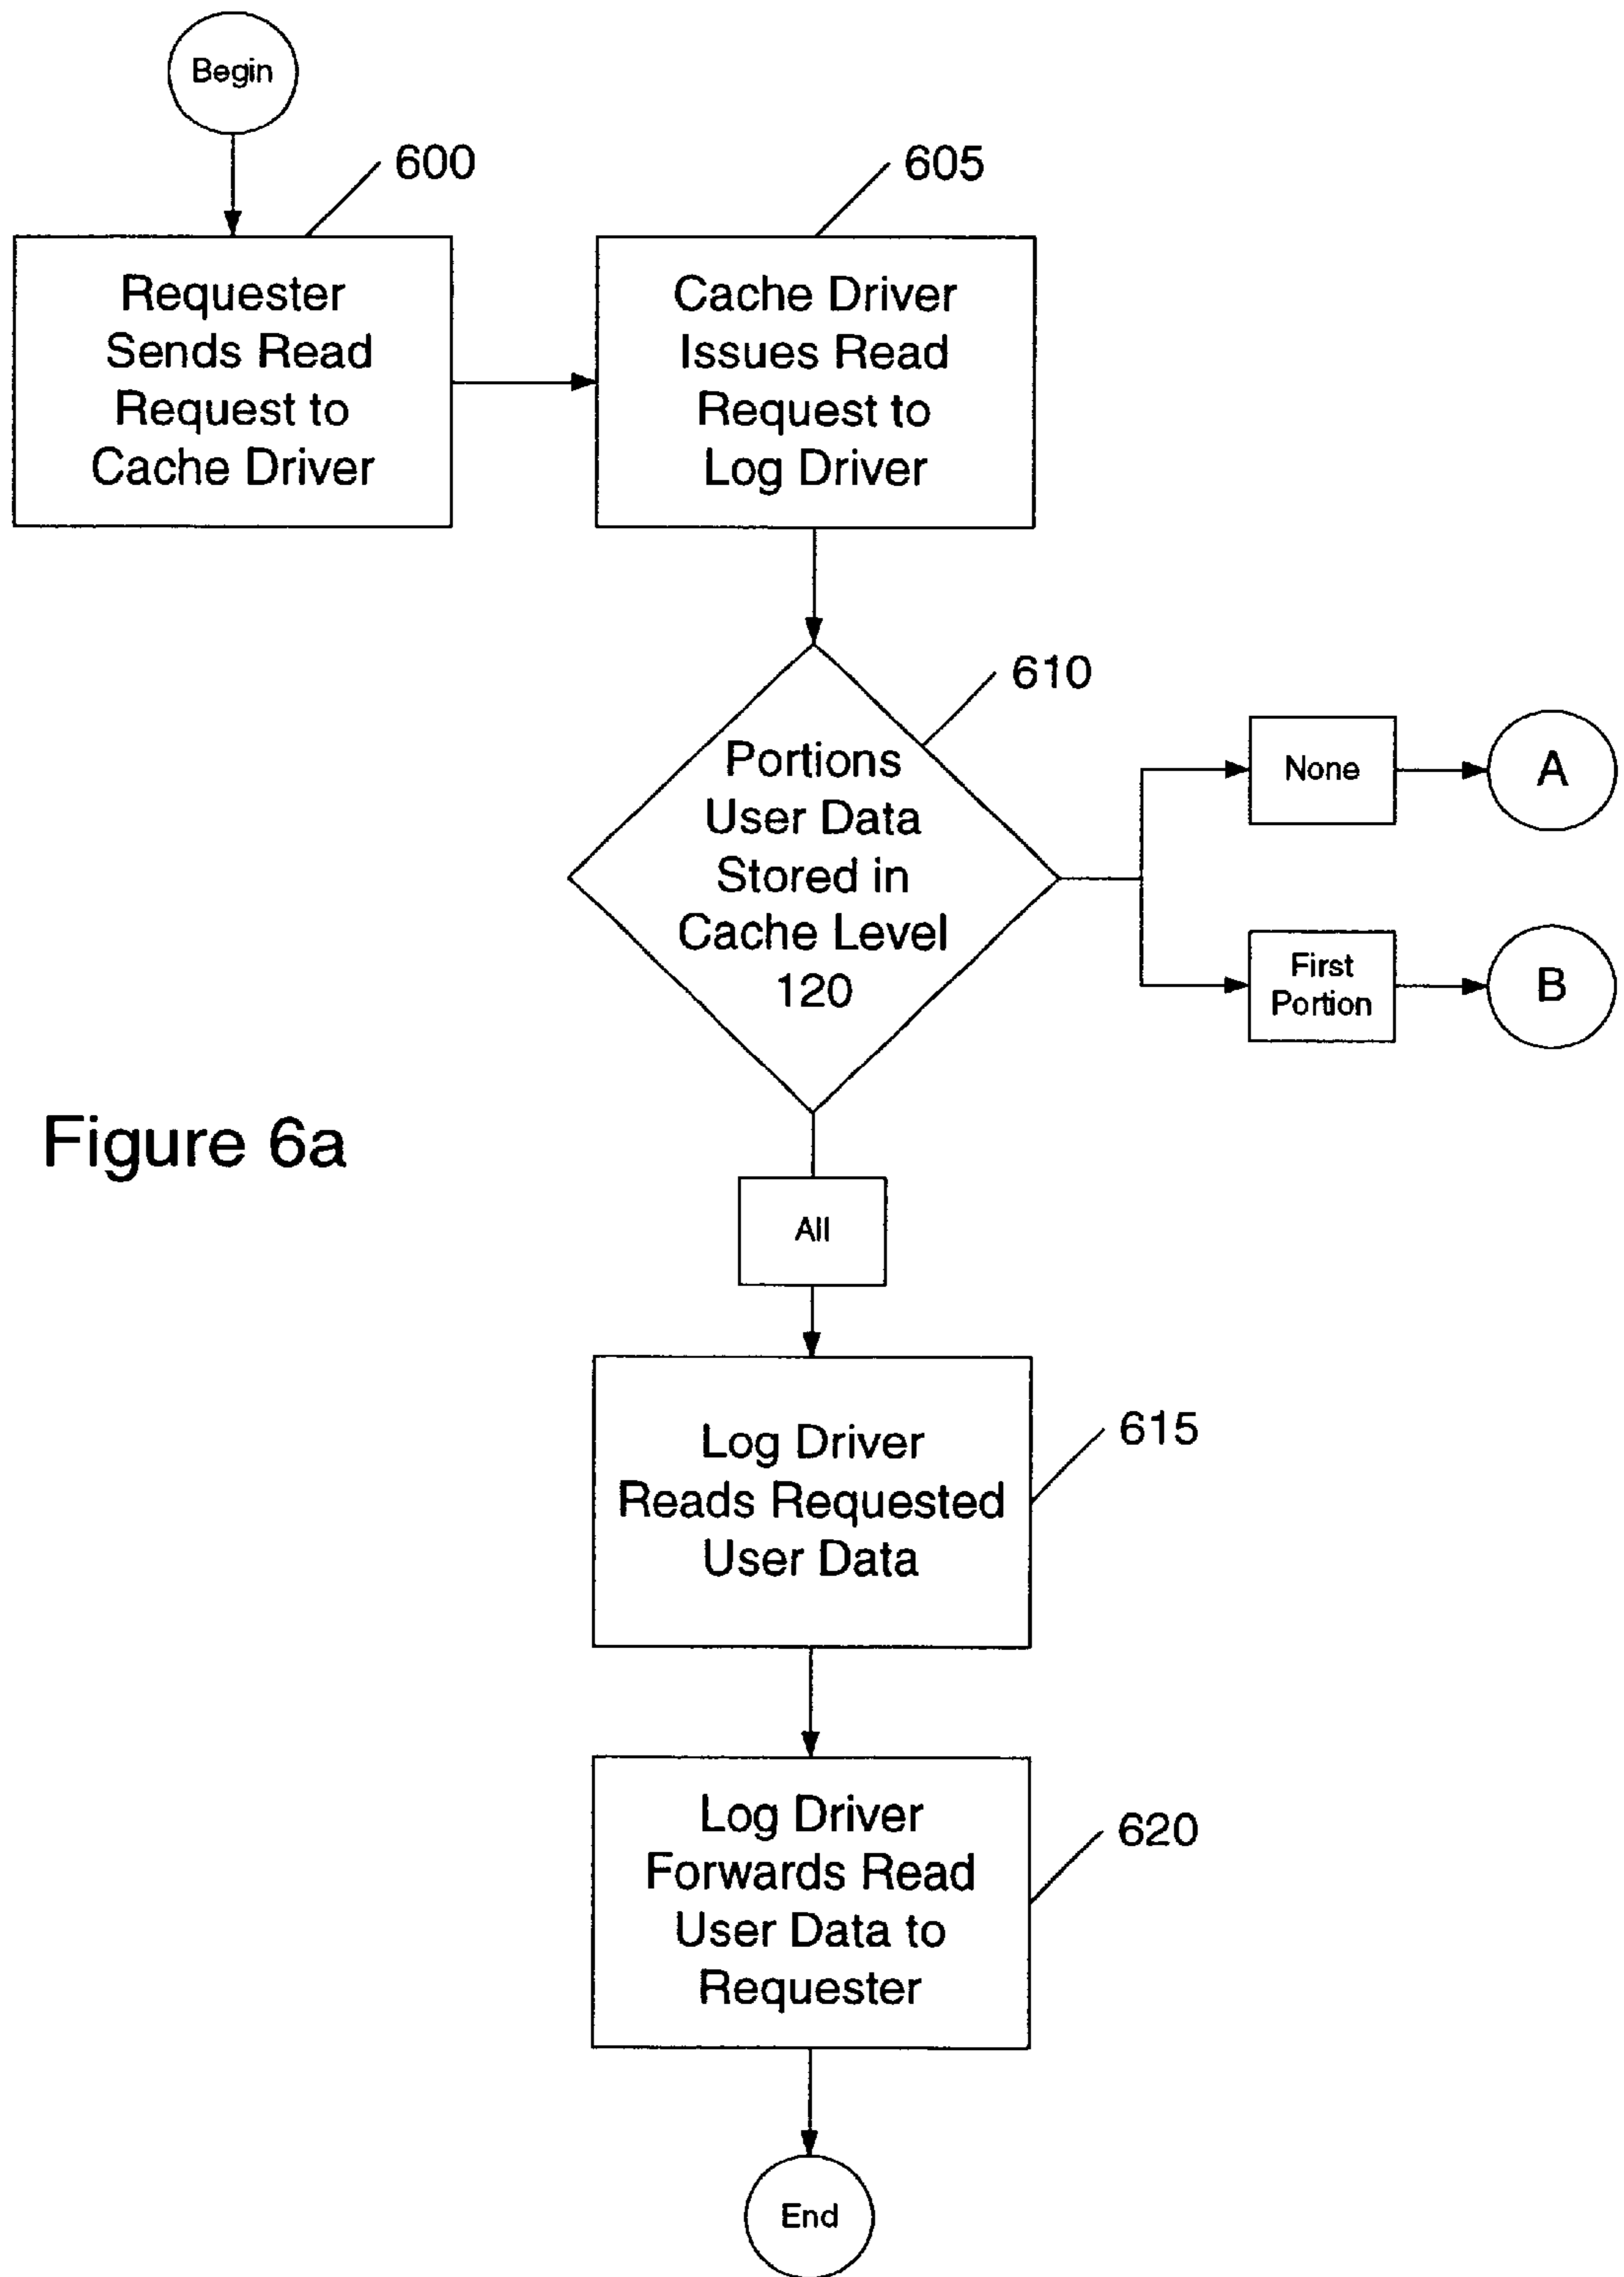 Begin
600
Requester
Sends Read
Request to
Cache Driver
605
Cache Driver
Issues Read
Request to
Log Driver
610
Portions
User Data
Stored in
Cache Level
120
None
A
First
Portion
B
Figure 6a
All
615
Log Driver
Reads Requested
User Data
620
Log Driver
Forwards Read
User Data to
Requester
End